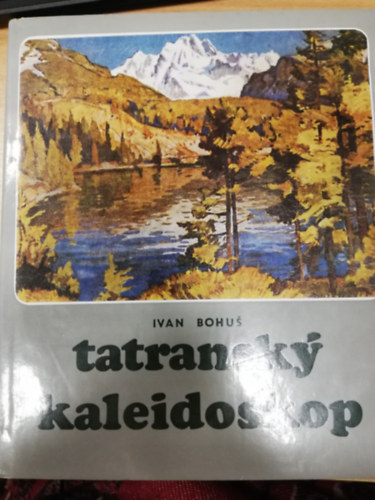 IVAN BOHUŠ
tatranský
kaleidoskop